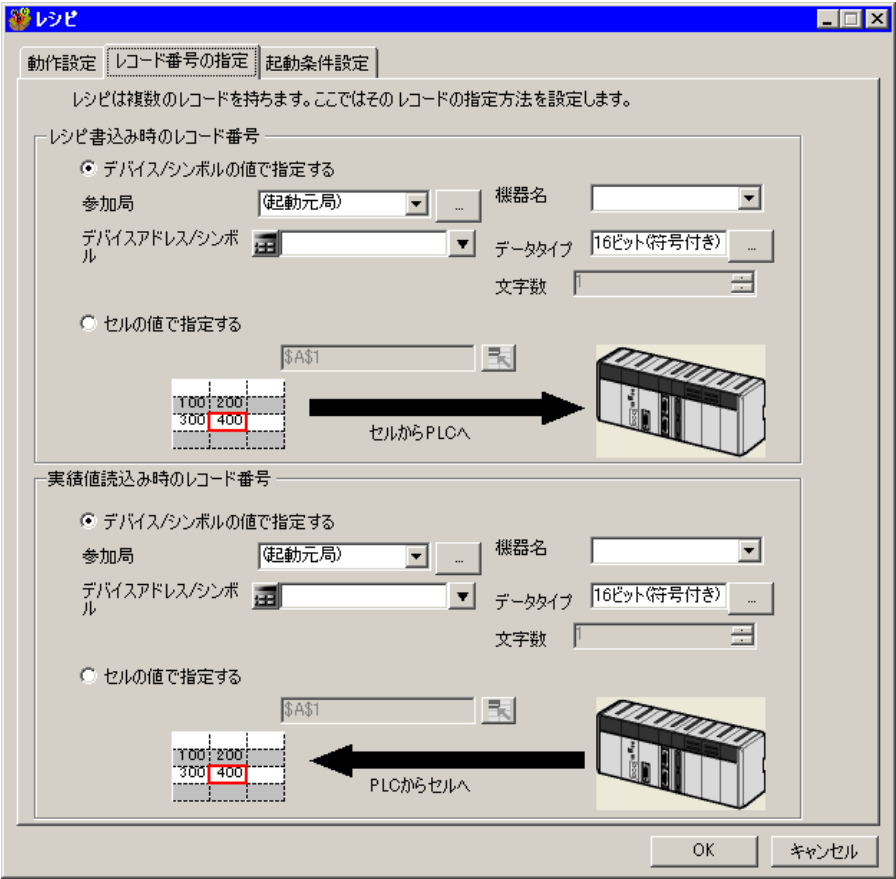 レシピ
動作設定 レコード番号の指定 起動条件設定
レシピは複数のレコードを持ちます。ここではそのレコードの指定方法を設定します。
レシピ書込み時のレコード番号
デバイス/シンボルの値で指定する
参加局 (起動元局) ... 機器名
デバイスアドレス/シンボ
ル
データタイプ 16ビット(符号付き) ...
文字数 1
セルの値で指定する
$A$1
100 200
300 400
セルからPLCへ
実績値読込み時のレコード番号
デバイス/シンボルの値で指定する
参加局 (起動元局) ... 機器名
デバイスアドレス/シンボ
ル
データタイプ 16ビット(符号付き) ...
文字数 1
セルの値で指定する
$A$1
100 200
300 400
PLCからセルへ
OK キャンセル